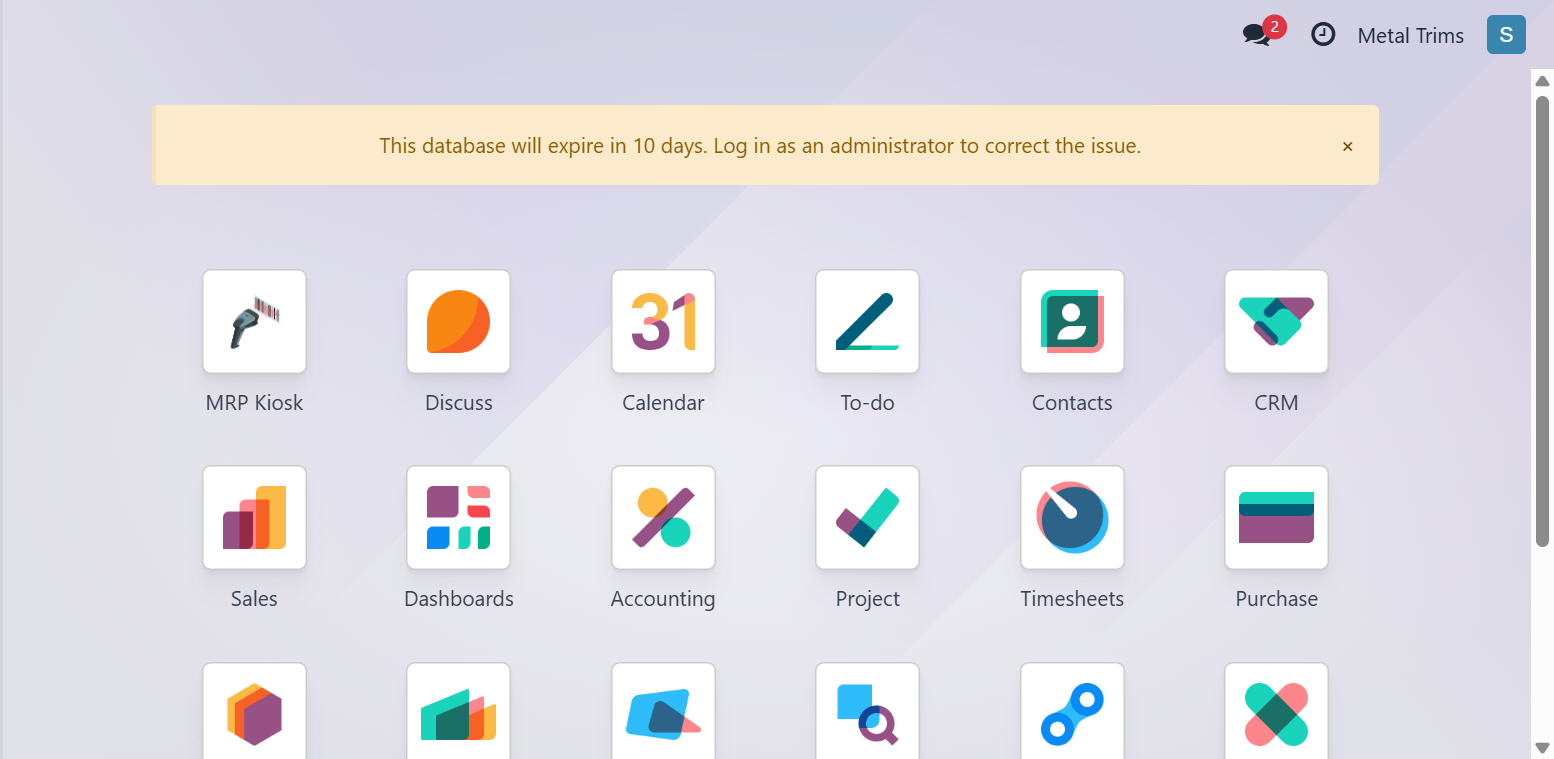 2
Metal Trims
S
This database will expire in 10 days. Log in as an administrator to correct the issue.
×
31
MRP Kiosk
Discuss
Calendar
To-do
Contacts
CRM
Sales
Dashboards
Accounting
Project
Timesheets
Purchase